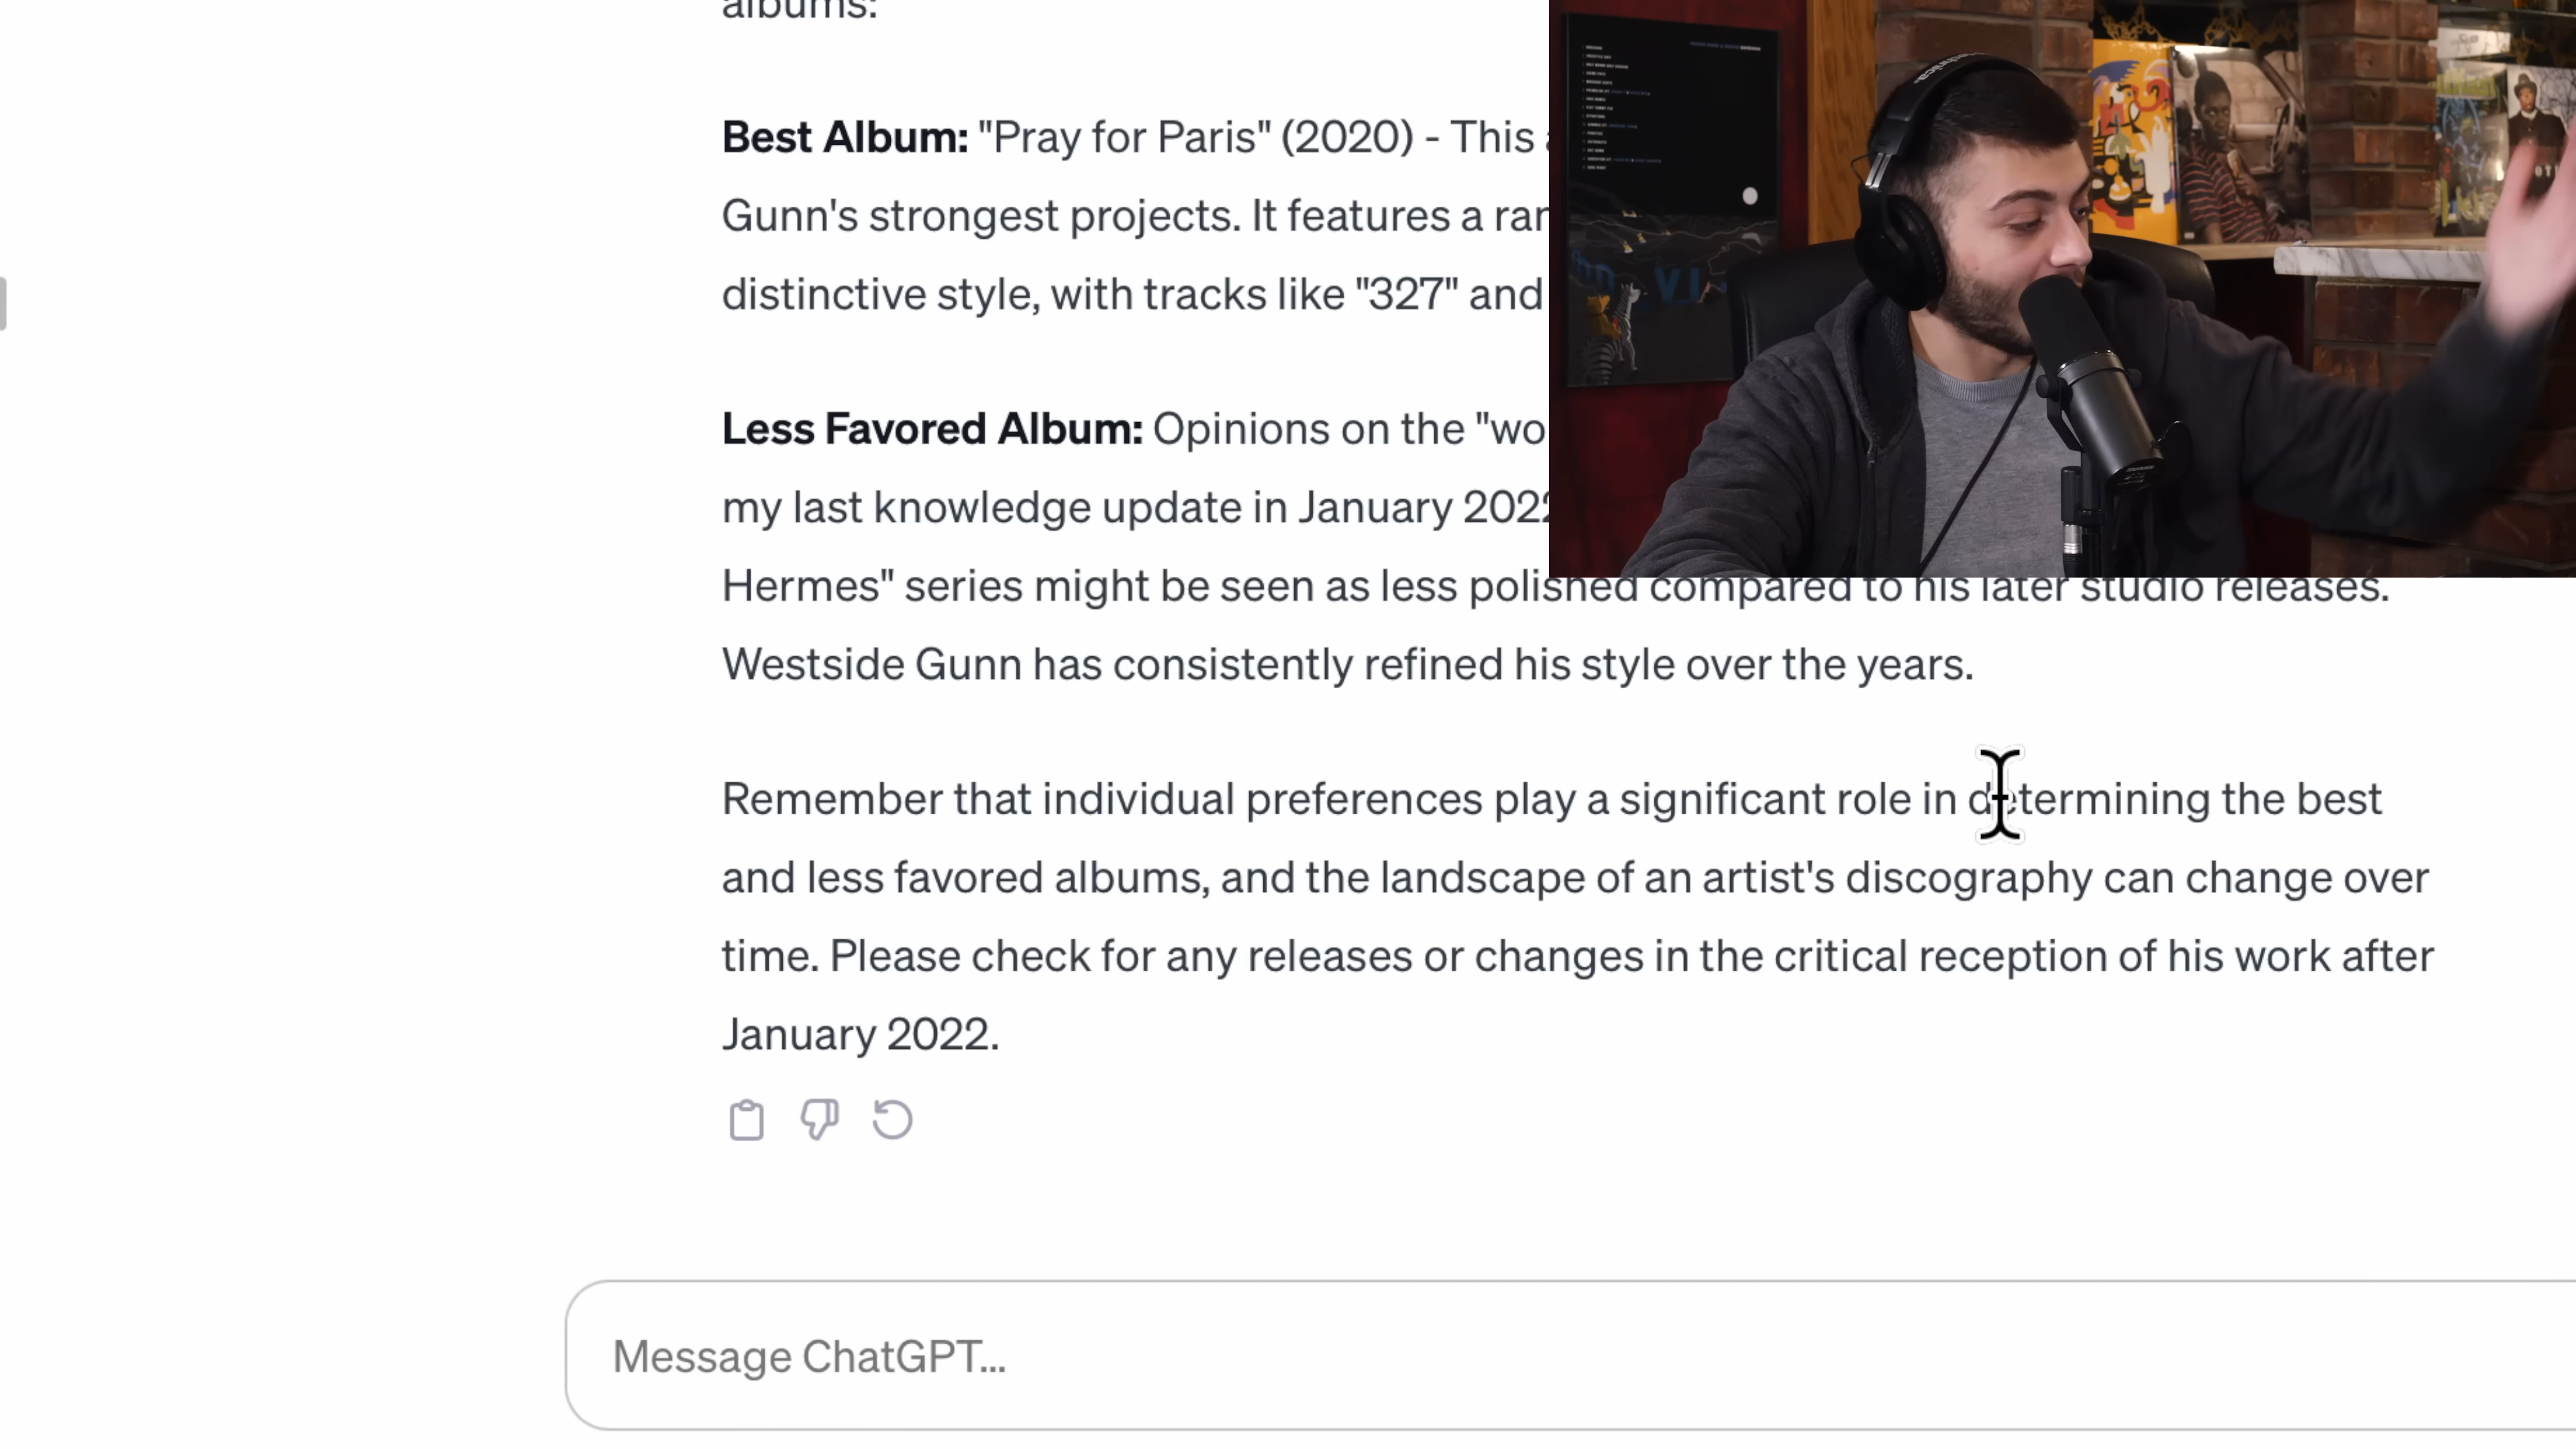 albums:
Best Album: "Pray for Paris" (2020) - This
Gunn's strongest projects. It features a
distinctive style, with tracks like "327" and
Less Favored Album: Opinions on the
my last knowledge update in January
Hermes" series might be seen as less polished compared to his later studio releases.
Westside Gunn has consistently refined his style over the years.
Remember that individual preferences play a significant role in determining the best
and less favored albums, and the landscape of an artist's discography can change over
time. Please check for any releases or changes in the critical reception of his work after
January 2022.
Message ChatGPT...